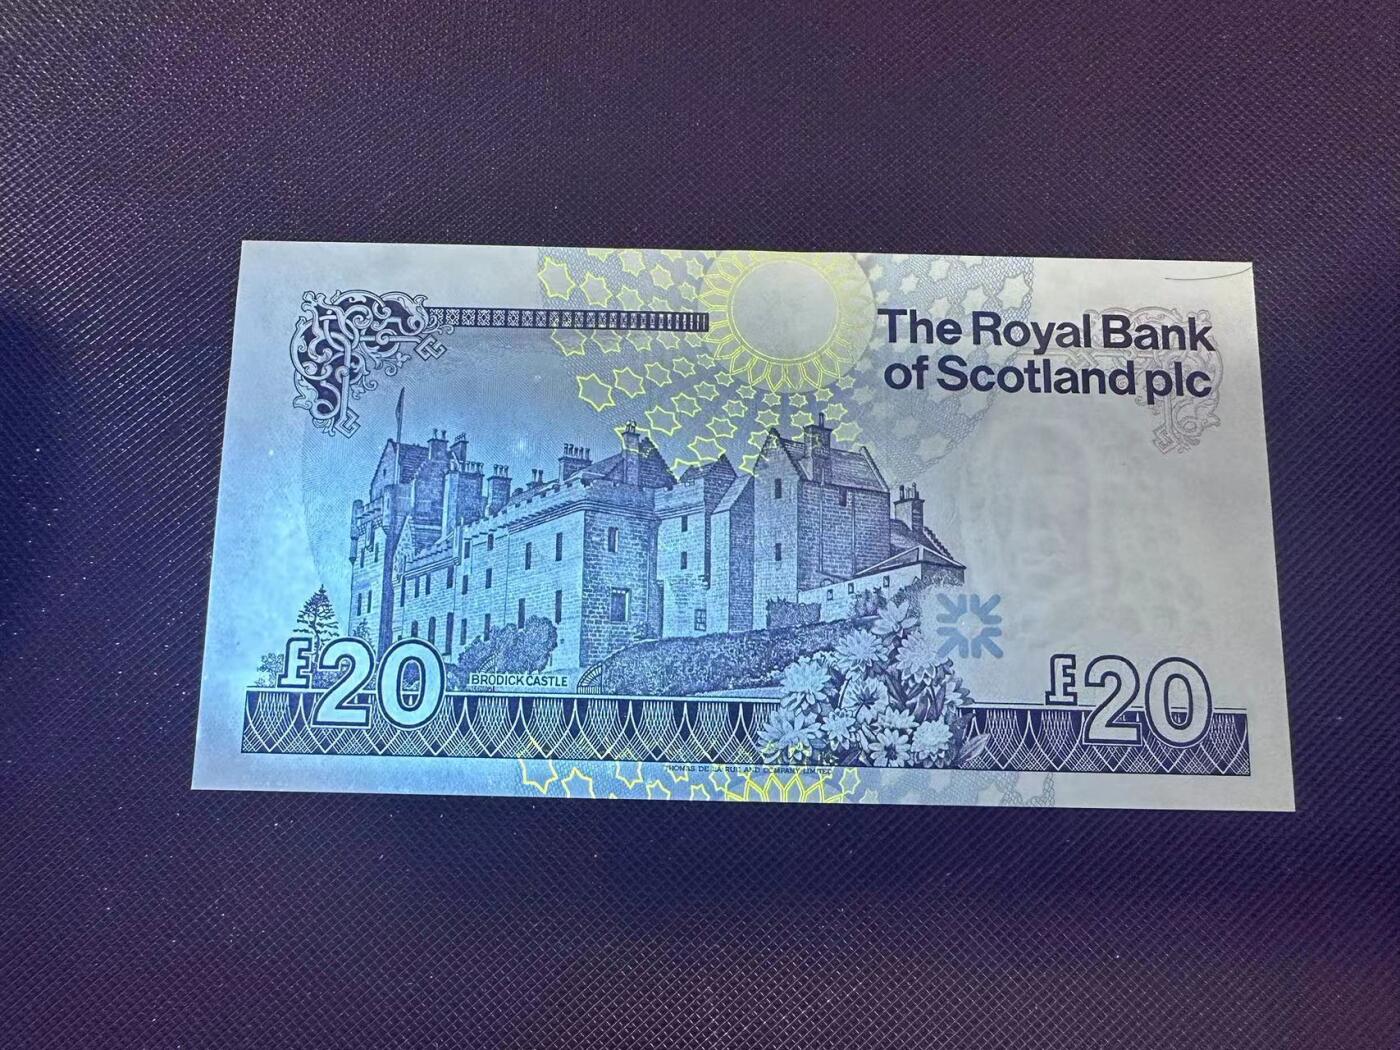 The Royal Bank
of Scotland plc
£20
BRODICK CASTLE
£20
THOMAS DE LA RUE AND COMPANY LIMITED